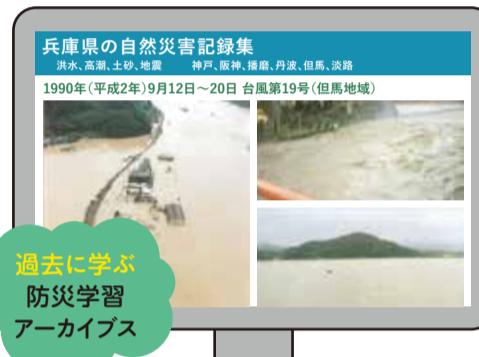 兵庫県の自然災害記録集
洪水、高潮、土砂、地震　神戸、阪神、播磨、丹波、但馬、淡路
1990年(平成2年)9月12日～20日 台風第19号(但馬地域)
過去に学ぶ
防災学習
アーカイブス